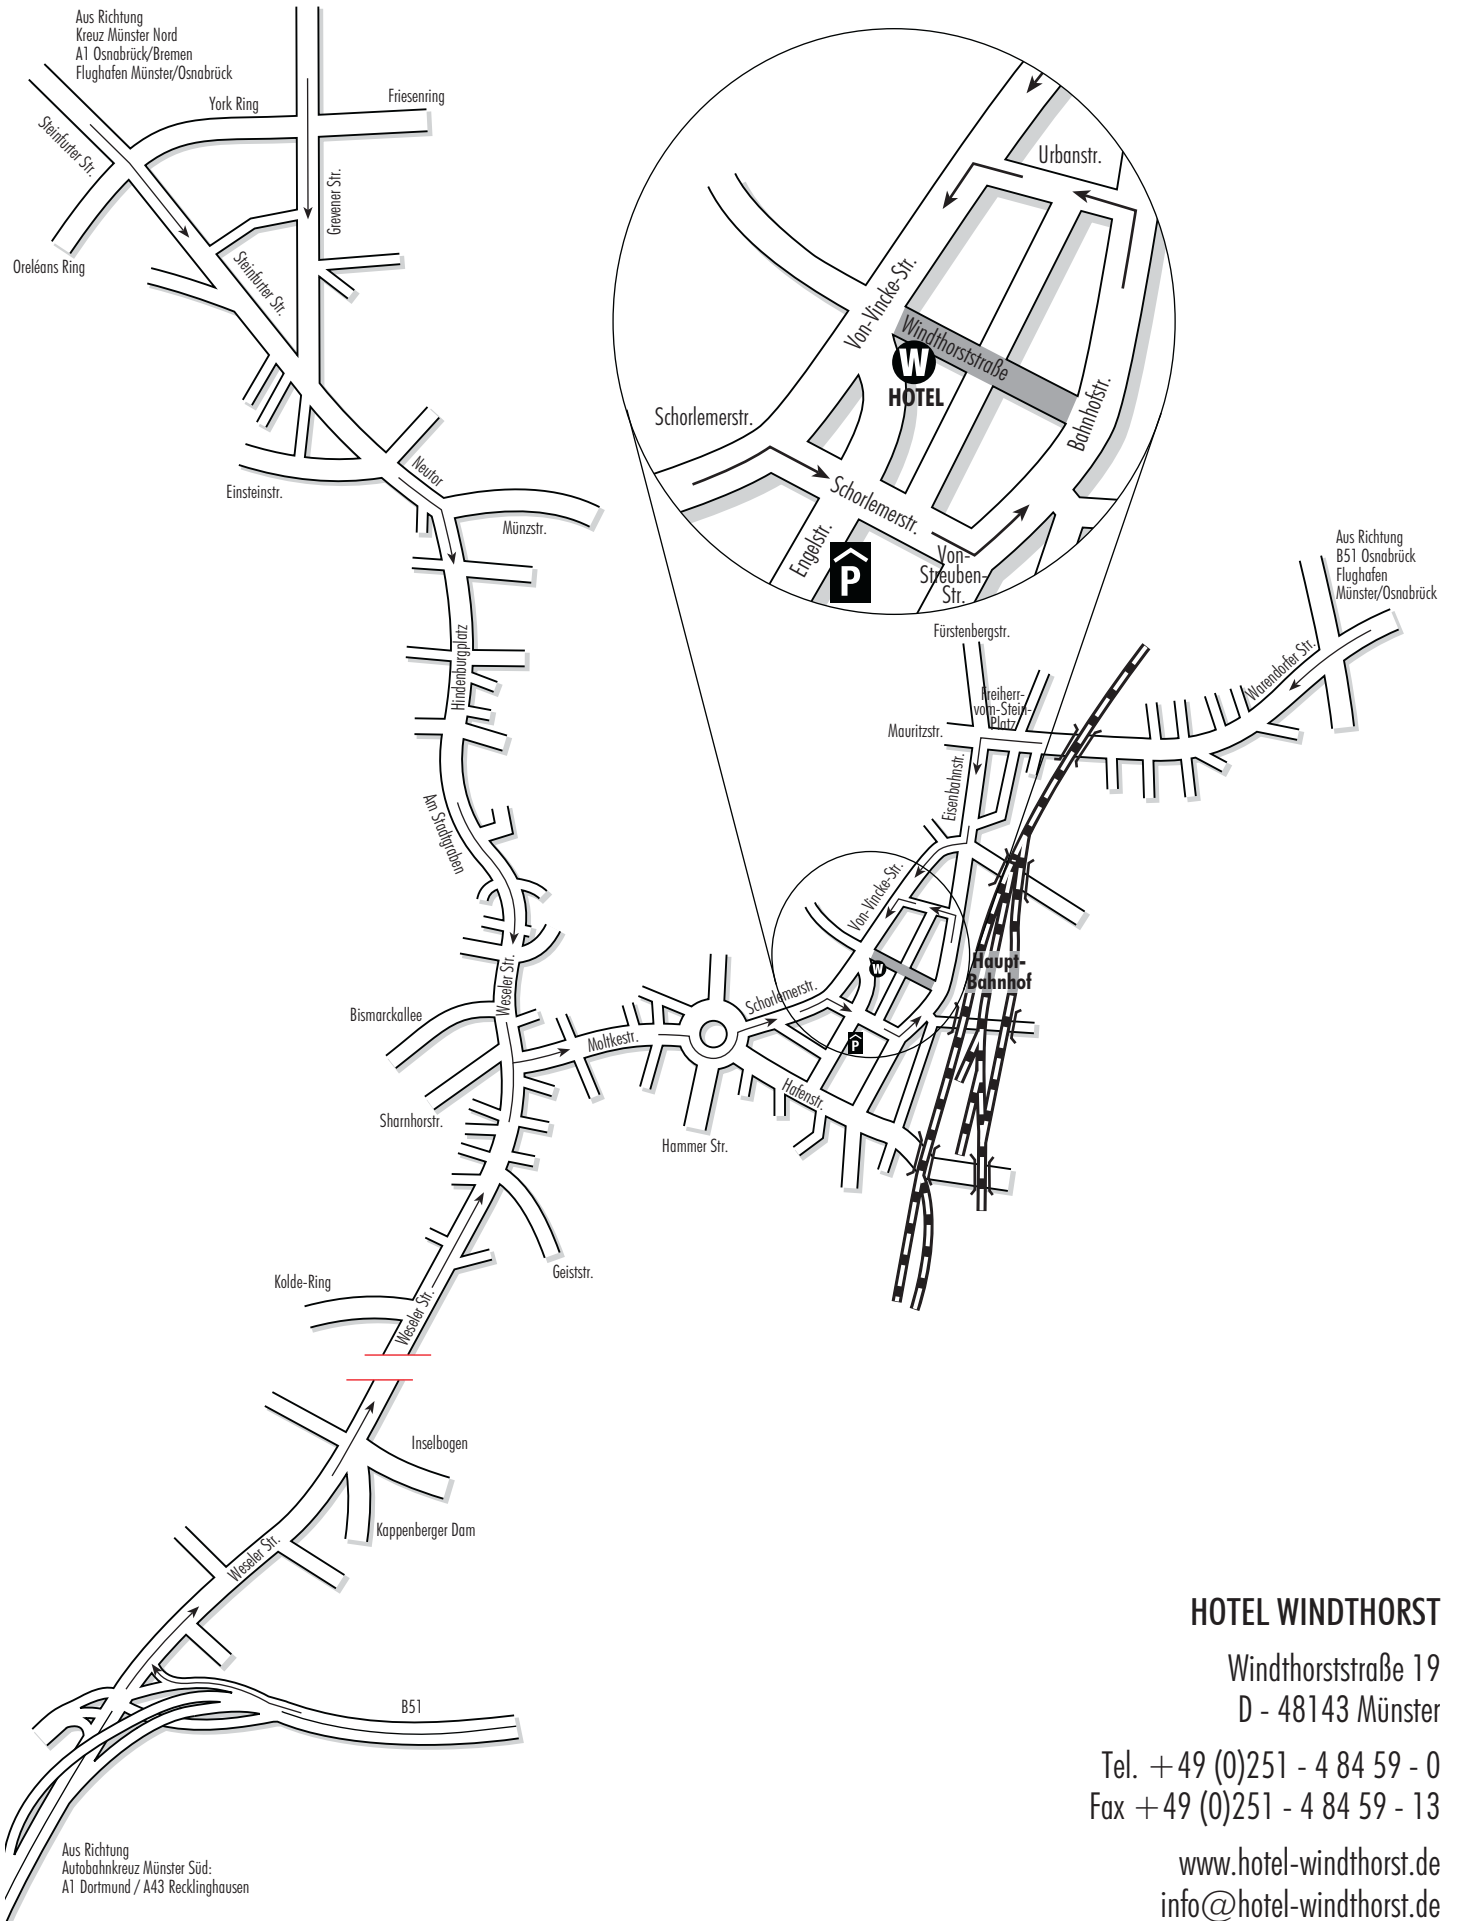 Aus Richtung
Kreuz Münster Nord
A1 Osnabrück/Bremen
Flughafen Münster/Osnabrück
York Ring
Friesenring
Steinfurter Str.
Grevener Str.
Oreléans Ring
Steinfurter Str.
Einsteinstr.
Neutor
Münzstr.
Hindenburgplatz
Am Stadtgraben
Weseler Str.
Bismarckallee
Moltkestr.
Sharnhorstr.
Hammer Str.
Hafenstr.
Schorlemerstr.
Geiststr.
Kolde-Ring
Weseler Str.
Inselbogen
Kappenberger Dam
Weseler Str.
B51
Aus Richtung
Autobahnkreuz Münster Süd:
A1 Dortmund / A43 Recklinghausen
Urbanstr.
Von-Vincke-Str.
Windthorststraße
W
HOTEL
Bahnhofstr.
Schorlemerstr.
Schorlemerstr.
Engelstr.
P
Von-
Streuben-
Str.
Aus Richtung
B51 Osnabrück
Flughafen
Münster/Osnabrück
Warendorfer Str.
Fürstenbergstr.
Freiherr-
vom-Stein-
Platz
Mauritzstr.
Eisenbahnstr.
Von-Vincke-Str.
W
P
Haupt-
Bahnhof
HOTEL WINDTHORST
Windthorststraße 19
D - 48143 Münster
Tel. +49 (0)251 - 4 84 59 - 0
Fax +49 (0)251 - 4 84 59 - 13
www.hotel-windthorst.de
info@hotel-windthorst.de